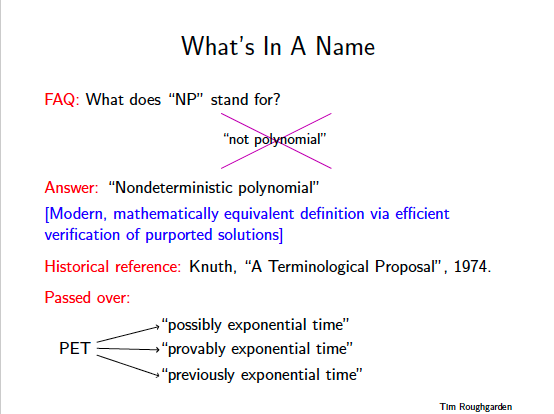 What's In A Name
FAQ: What does “NP” stand for?
“not polynomial”
Answer: “Nondeterministic polynomial”
[Modern, mathematically equivalent definition via efficient
verification of purported solutions]
Historical reference: Knuth, “A Terminological Proposal”, 1974.
Passed over:
“possibly exponential time”
PET “provably exponential time”
“previously exponential time”
Tim Roughgarden